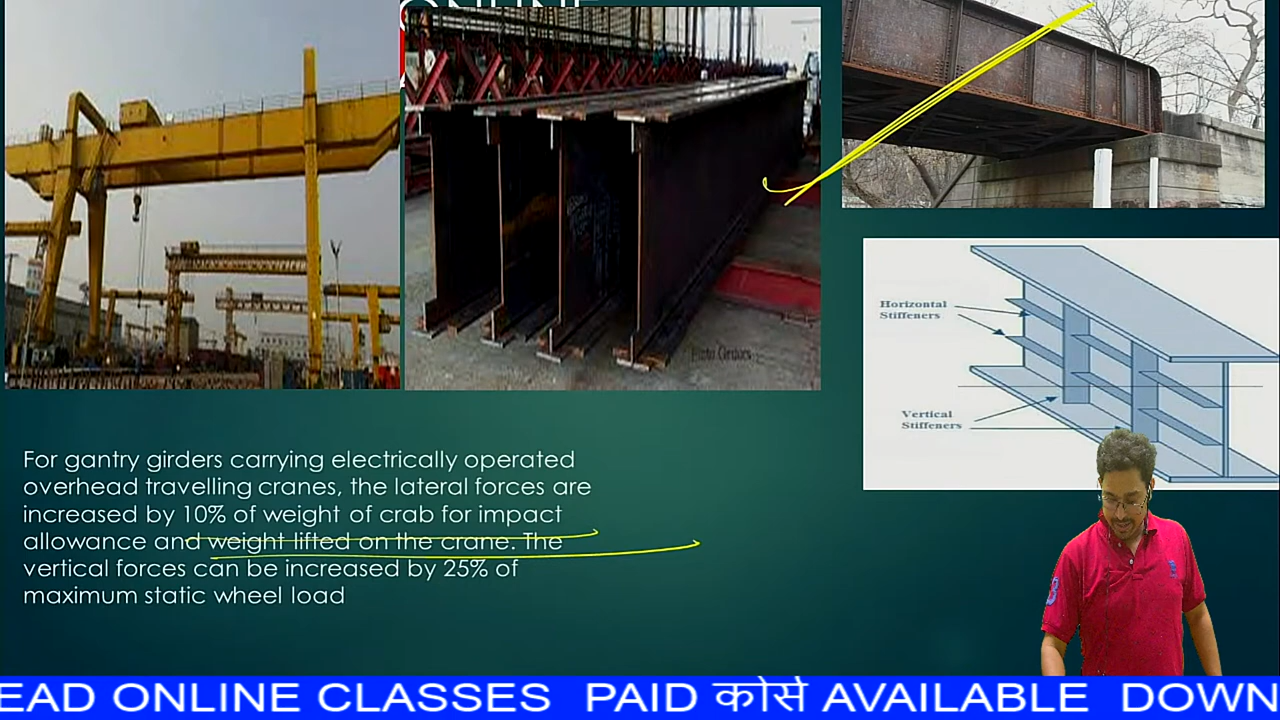 ONLINE
Horizontal
Stiffeners
Vertical
Stiffeners
For gantry girders carrying electrically operated
overhead travelling cranes, the lateral forces are
increased by 10% of weight of crab for impact
allowance and weight lifted on the crane. The
vertical forces can be increased by 25% of
maximum static wheel load
EAD ONLINE CLASSES PAID कोर्स AVAILABLE DOWN